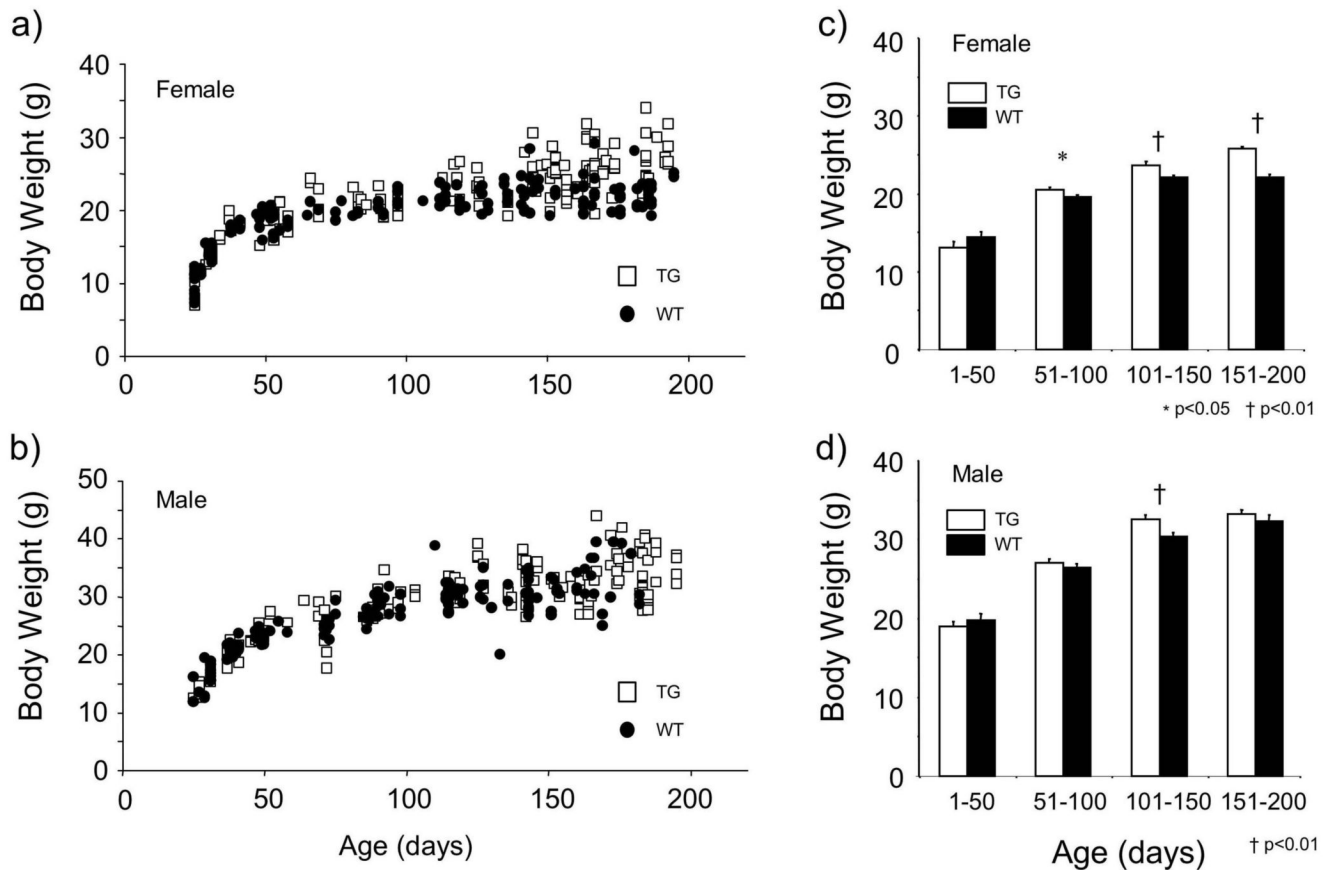 a)
Female
Body Weight (g)
40
30
20
10
0
0 50 100 150 200
TG
WT
b)
Male
Body Weight (g)
50
40
30
20
10
0
0 50 100 150 200
TG
WT
Age (days)
c)
Female
TG
WT
Body Weight (g)
40
30
20
10
0
*
†
†
1-50 51-100 101-150 151-200
* p<0.05 † p<0.01
d)
Male
TG
WT
Body Weight (g)
40
30
20
10
0
†
1-50 51-100 101-150 151-200
Age (days)
† p<0.01